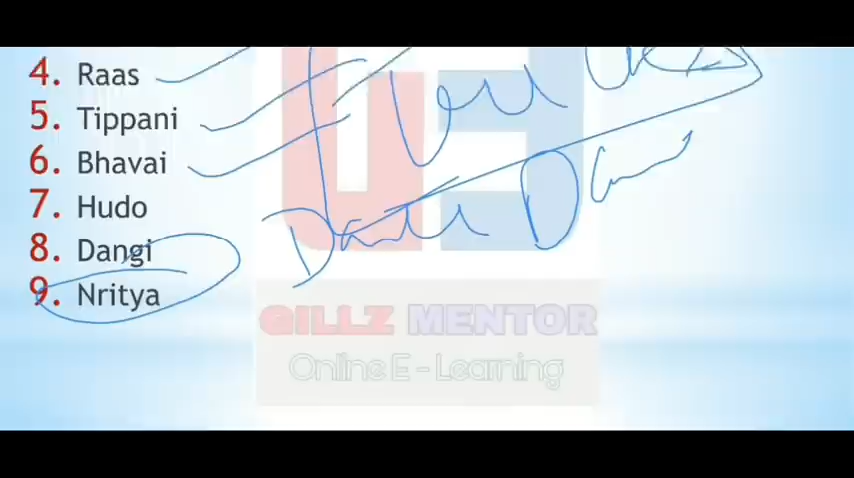 4. Raas
5. Tippani
6. Bhavai
7. Hudo
8. Dangi
9. Nritya
GILLZ MENTOR
Online E - Learning